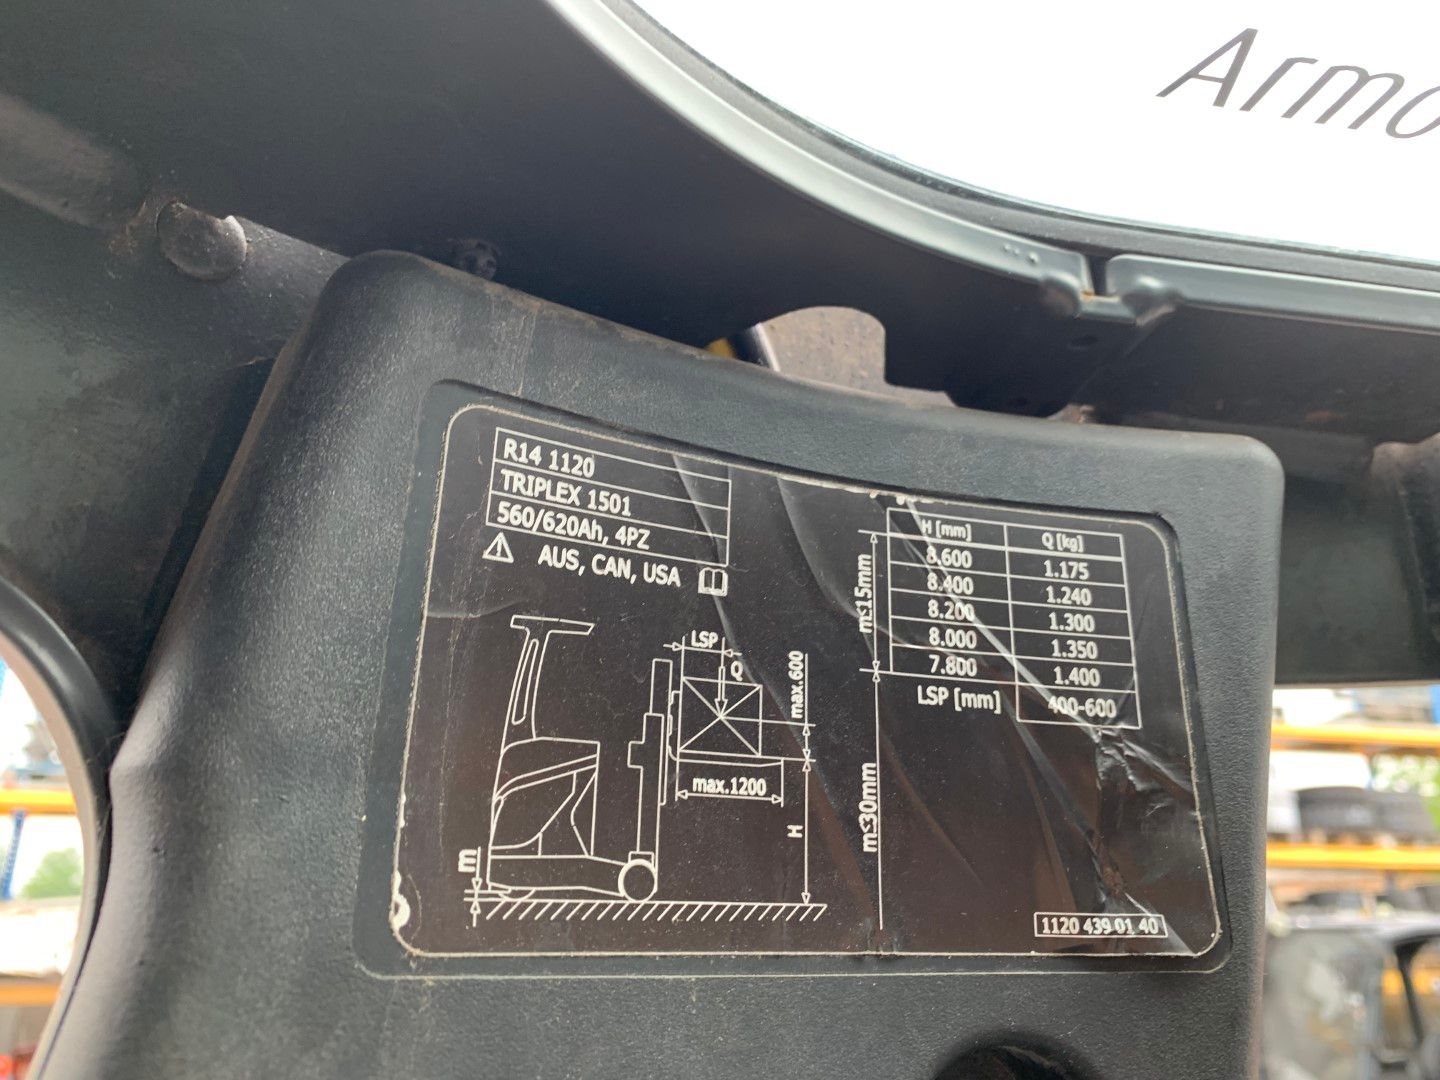 Armo
R14 1120
TRIPLEX 1501
560/620Ah, 4PZ
AUS, CAN, USA
H [mm] Q [kg]
8.600 1.175
8.400 1.240
8.200 1.300
8.000 1.350
7.800 1.400
LSP [mm] 400-600
m≤15mm
m≤30mm
LSP
Q
max.600
max.1200
H
m
1120 439 01 40